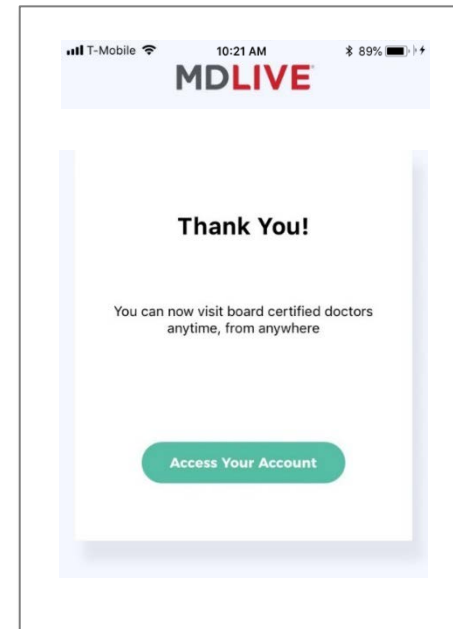 T-Mobile 10:21 AM 89%
MDLIVE
Thank You!
You can now visit board certified doctors
anytime, from anywhere
Access Your Account